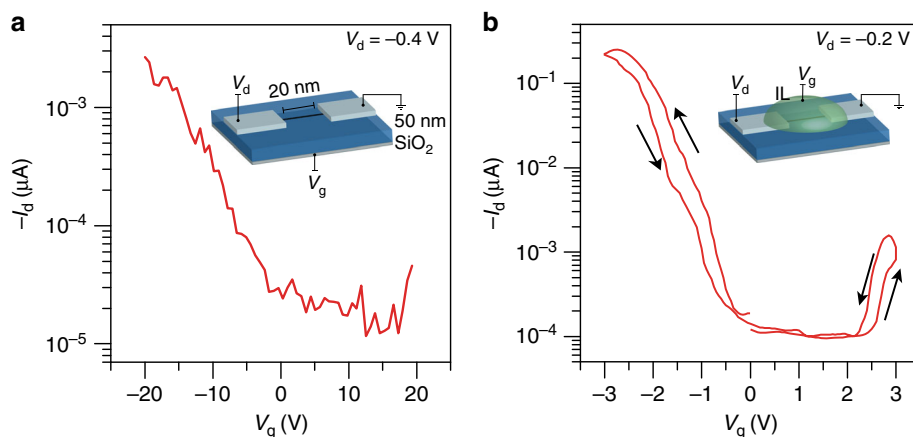 a
V_d = –0.4 V
–I_d (µA)
10⁻³
10⁻⁴
10⁻⁵
–20
–10
0
10
20
V_g (V)
V_d
20 nm
50 nm
SiO₂
V_g
b
V_d = –0.2 V
–I_d (µA)
10⁻¹
10⁻²
10⁻³
10⁻⁴
–3
–2
–1
0
1
2
3
V_g (V)
IL
V_g
V_d